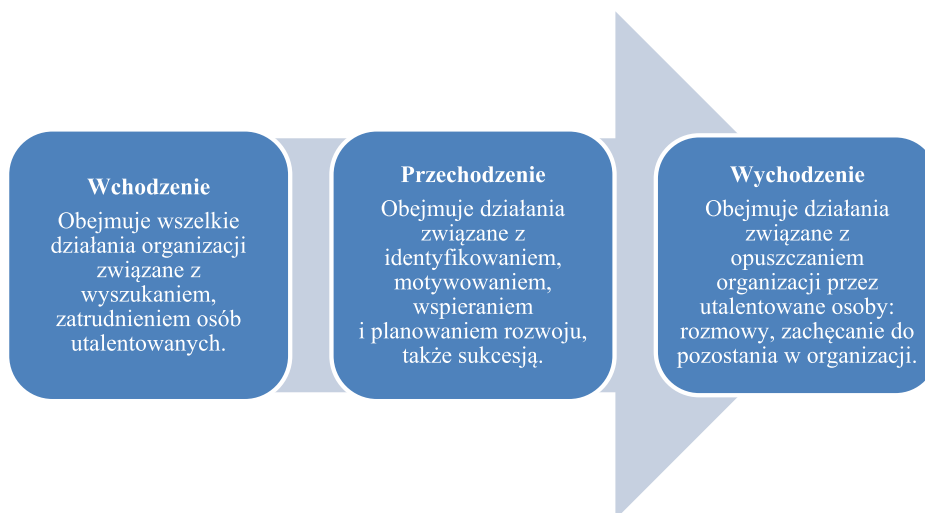 Wchodzenie
Obejmuje wszelkie
działania organizacji
związane z
wyszukaniem,
zatrudnieniem osób
utalentowanych.
Przechodzenie
Obejmuje działania
związane z
identyfikowaniem,
motywowaniem,
wspieraniem
i planowaniem rozwoju,
także sukcesją.
Wychodzenie
Obejmuje działania
związane z
opuszczaniem
organizacji przez
utalentowane osoby:
rozmowy, zachęcanie do
pozostania w organizacji.